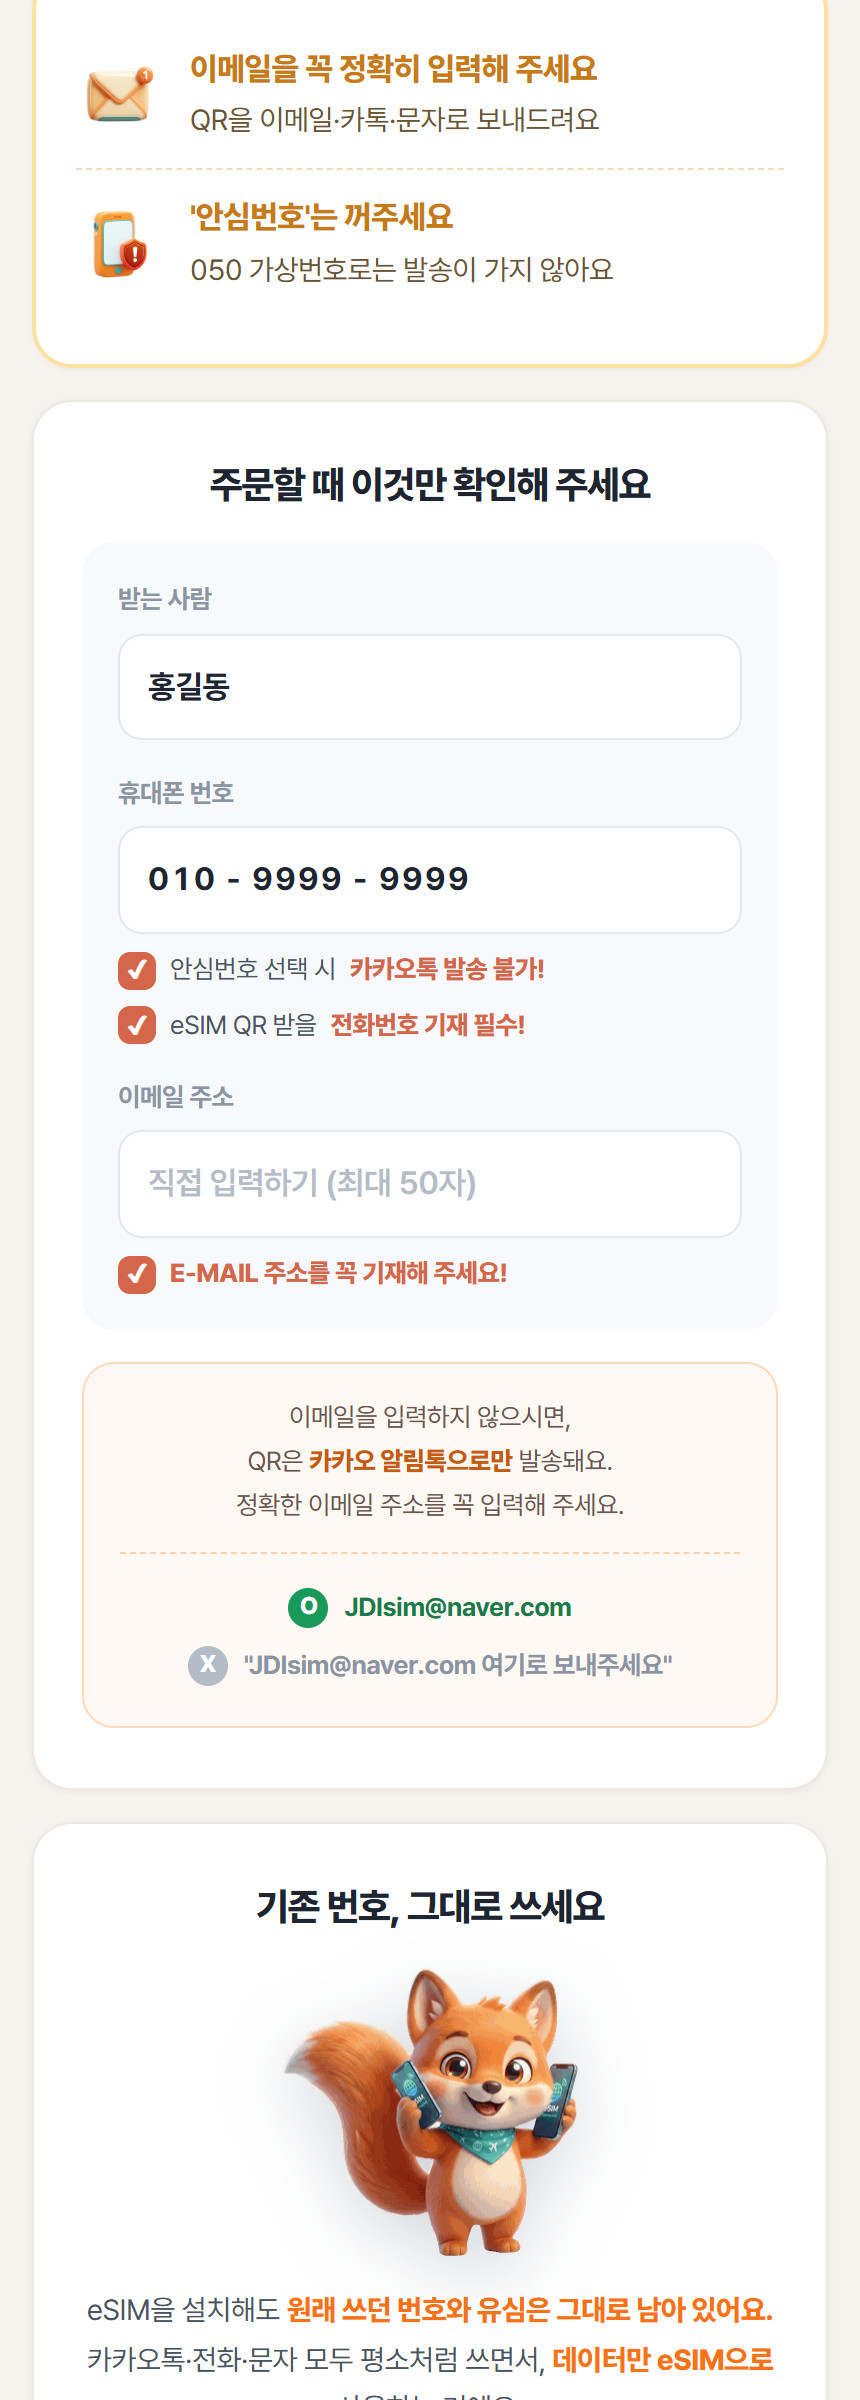 이메일을 꼭 정확히 입력해 주세요
QR을 이메일·카톡·문자로 보내드려요
'안심번호'는 꺼주세요
050 가상번호로는 발송이 가지 않아요
주문할 때 이것만 확인해 주세요
받는 사람
홍길동
휴대폰 번호
010 - 9999 - 9999
안심번호 선택 시 카카오톡 발송 불가!
eSIM QR 받을 전화번호 기재 필수!
이메일 주소
직접 입력하기 (최대 50자)
E-MAIL 주소를 꼭 기재해 주세요!
이메일을 입력하지 않으시면,
QR은 카카오 알림톡으로만 발송돼요.
정확한 이메일 주소를 꼭 입력해 주세요.
O JDIsim@naver.com
X "JDIsim@naver.com 여기로 보내주세요"
기존 번호, 그대로 쓰세요
eSIM을 설치해도 원래 쓰던 번호와 유심은 그대로 남아 있어요.
카카오톡·전화·문자 모두 평소처럼 쓰면서, 데이터만 eSIM으로